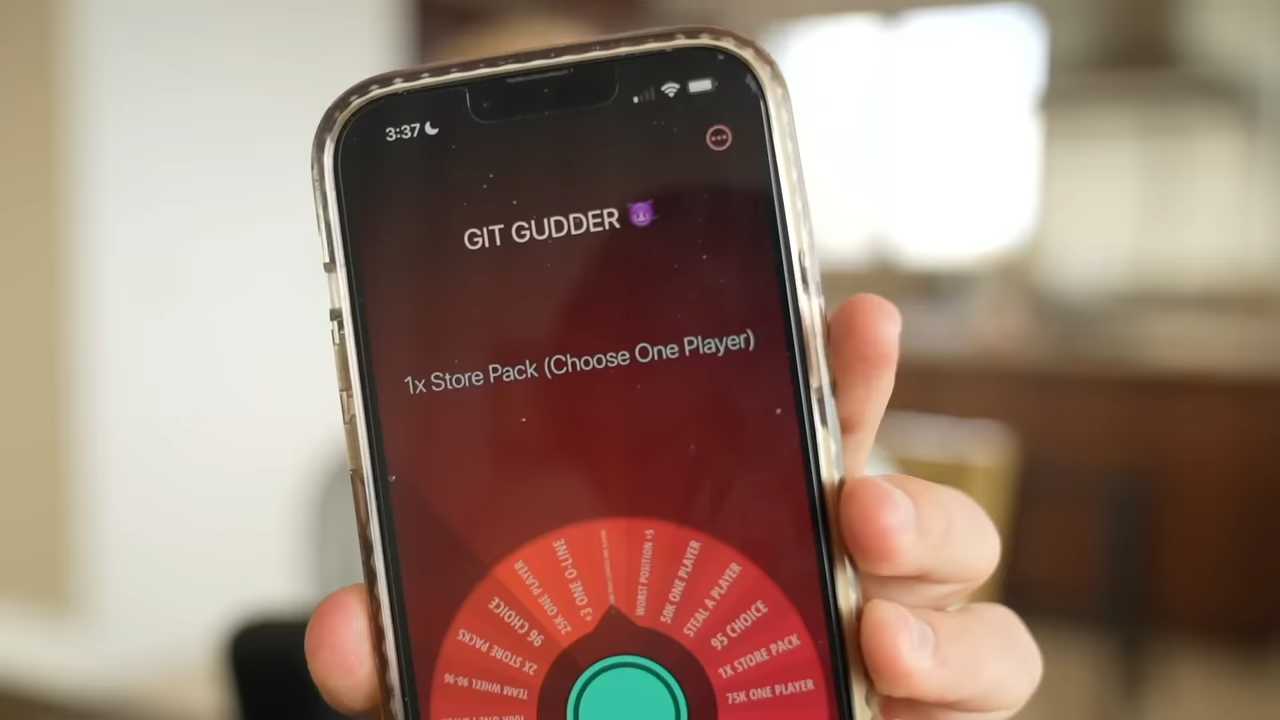 3:37
GIT GUDDER 😈
1x Store Pack (Choose One Player)
TEAM WHEEL 90-96
2X STORE PACKS
96 CHOICE
25K ONE PLAYER
+3 ONE O-LINE
WORST POSITION +5
50K ONE PLAYER
STEAL A PLAYER
95 CHOICE
1X STORE PACK
75K ONE PLAYER